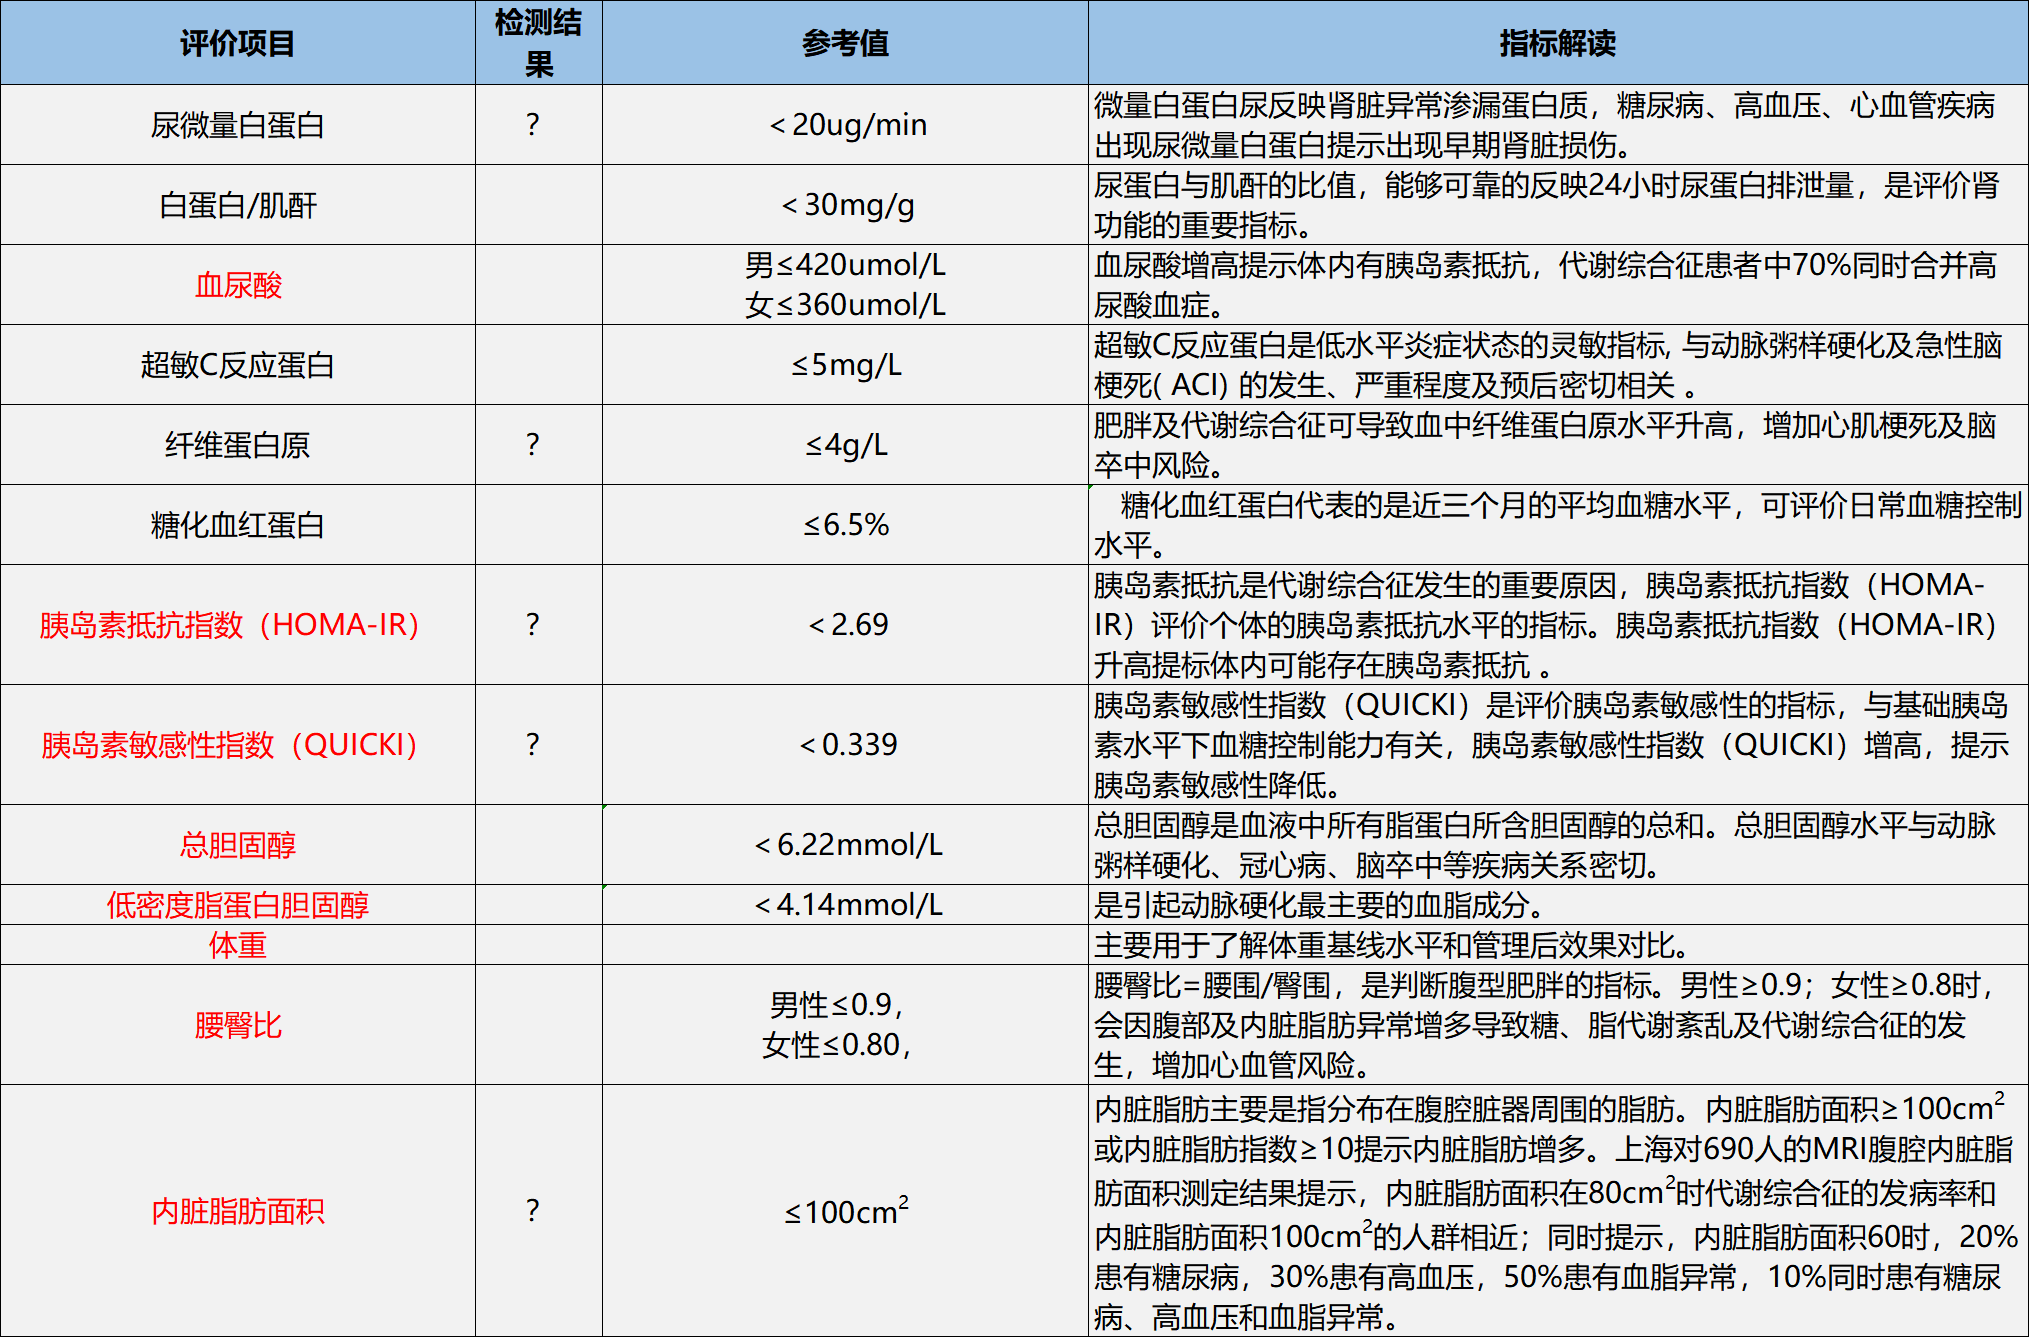 评价项目
检测结
果
参考值
指标解读
尿微量白蛋白
?
＜20ug/min
微量白蛋白尿反映肾脏异常渗漏蛋白质，糖尿病、高血压、心血管疾病
出现尿微量白蛋白提示出现早期肾脏损伤。
白蛋白/肌酐
＜30mg/g
尿蛋白与肌酐的比值，能够可靠的反映24小时尿蛋白排泄量，是评价肾
功能的重要指标。
血尿酸
男≤420umol/L
女≤360umol/L
血尿酸增高提示体内有胰岛素抵抗，代谢综合征患者中70%同时合并高
尿酸血症。
超敏C反应蛋白
≤5mg/L
超敏C反应蛋白是低水平炎症状态的灵敏指标, 与动脉粥样硬化及急性脑
梗死( ACI) 的发生、严重程度及预后密切相关 。
纤维蛋白原
?
≤4g/L
肥胖及代谢综合征可导致血中纤维蛋白原水平升高，增加心肌梗死及脑
卒中风险。
糖化血红蛋白
≤6.5%
糖化血红蛋白代表的是近三个月的平均血糖水平，可评价日常血糖控制
水平。
胰岛素抵抗指数（HOMA-IR）
?
＜2.69
胰岛素抵抗是代谢综合征发生的重要原因，胰岛素抵抗指数（HOMA-
IR）评价个体的胰岛素抵抗水平的指标。胰岛素抵抗指数（HOMA-IR）
升高提标体内可能存在胰岛素抵抗 。
胰岛素敏感性指数（QUICKI）
?
＜0.339
胰岛素敏感性指数（QUICKI）是评价胰岛素敏感性的指标，与基础胰岛
素水平下血糖控制能力有关，胰岛素敏感性指数（QUICKI）增高，提示
胰岛素敏感性降低。
总胆固醇
＜6.22mmol/L
总胆固醇是血液中所有脂蛋白所含胆固醇的总和。总胆固醇水平与动脉
粥样硬化、冠心病、脑卒中等疾病关系密切。
低密度脂蛋白胆固醇
＜4.14mmol/L
是引起动脉硬化最主要的血脂成分。
体重
主要用于了解体重基线水平和管理后效果对比。
腰臀比
男性≤0.9，
女性≤0.80，
腰臀比=腰围/臀围，是判断腹型肥胖的指标。男性≥0.9；女性≥0.8时，
会因腹部及内脏脂肪异常增多导致糖、脂代谢紊乱及代谢综合征的发
生，增加心血管风险。
内脏脂肪面积
?
≤100cm²
内脏脂肪主要是指分布在腹腔脏器周围的脂肪。内脏脂肪面积≥100cm²
或内脏脂肪指数≥10提示内脏脂肪增多。上海对690人的MRI腹腔内脏脂
肪面积测定结果提示，内脏脂肪面积在80cm²时代谢综合征的发病率和
内脏脂肪面积100cm²的人群相近；同时提示，内脏脂肪面积60时，20%
患有糖尿病，30%患有高血压，50%患有血脂异常，10%同时患有糖尿
病、高血压和血脂异常。